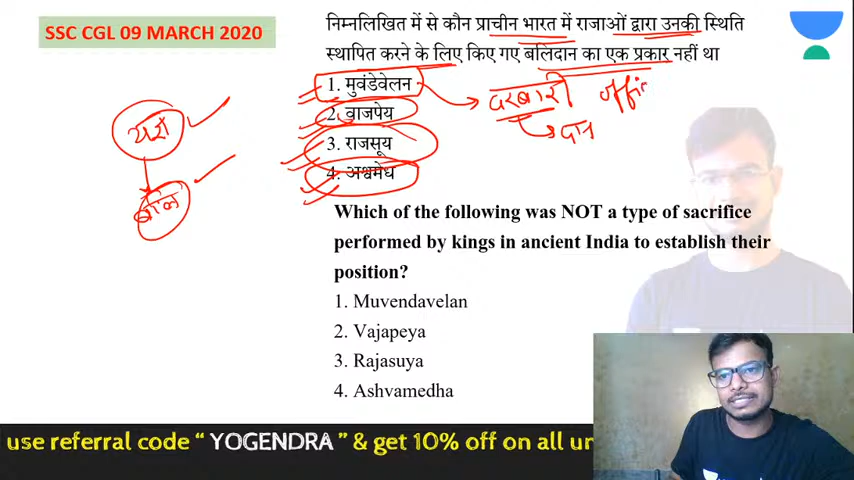 SSC CGL 09 MARCH 2020
निम्नलिखित में से कौन प्राचीन भारत में राजाओं द्वारा उनकी स्थिति
स्थापित करने के लिए किए गए बलिदान का एक प्रकार नहीं था
1. मुवंडेवेलन
2. वाजपेय
3. राजसूय
4. अश्वमेध
दरबारी
दान
Which of the following was NOT a type of sacrifice
performed by kings in ancient India to establish their
position?
1. Muvendavelan
2. Vajapeya
3. Rajasuya
4. Ashvamedha
use referral code “ YOGENDRA ” & get 10% off on all